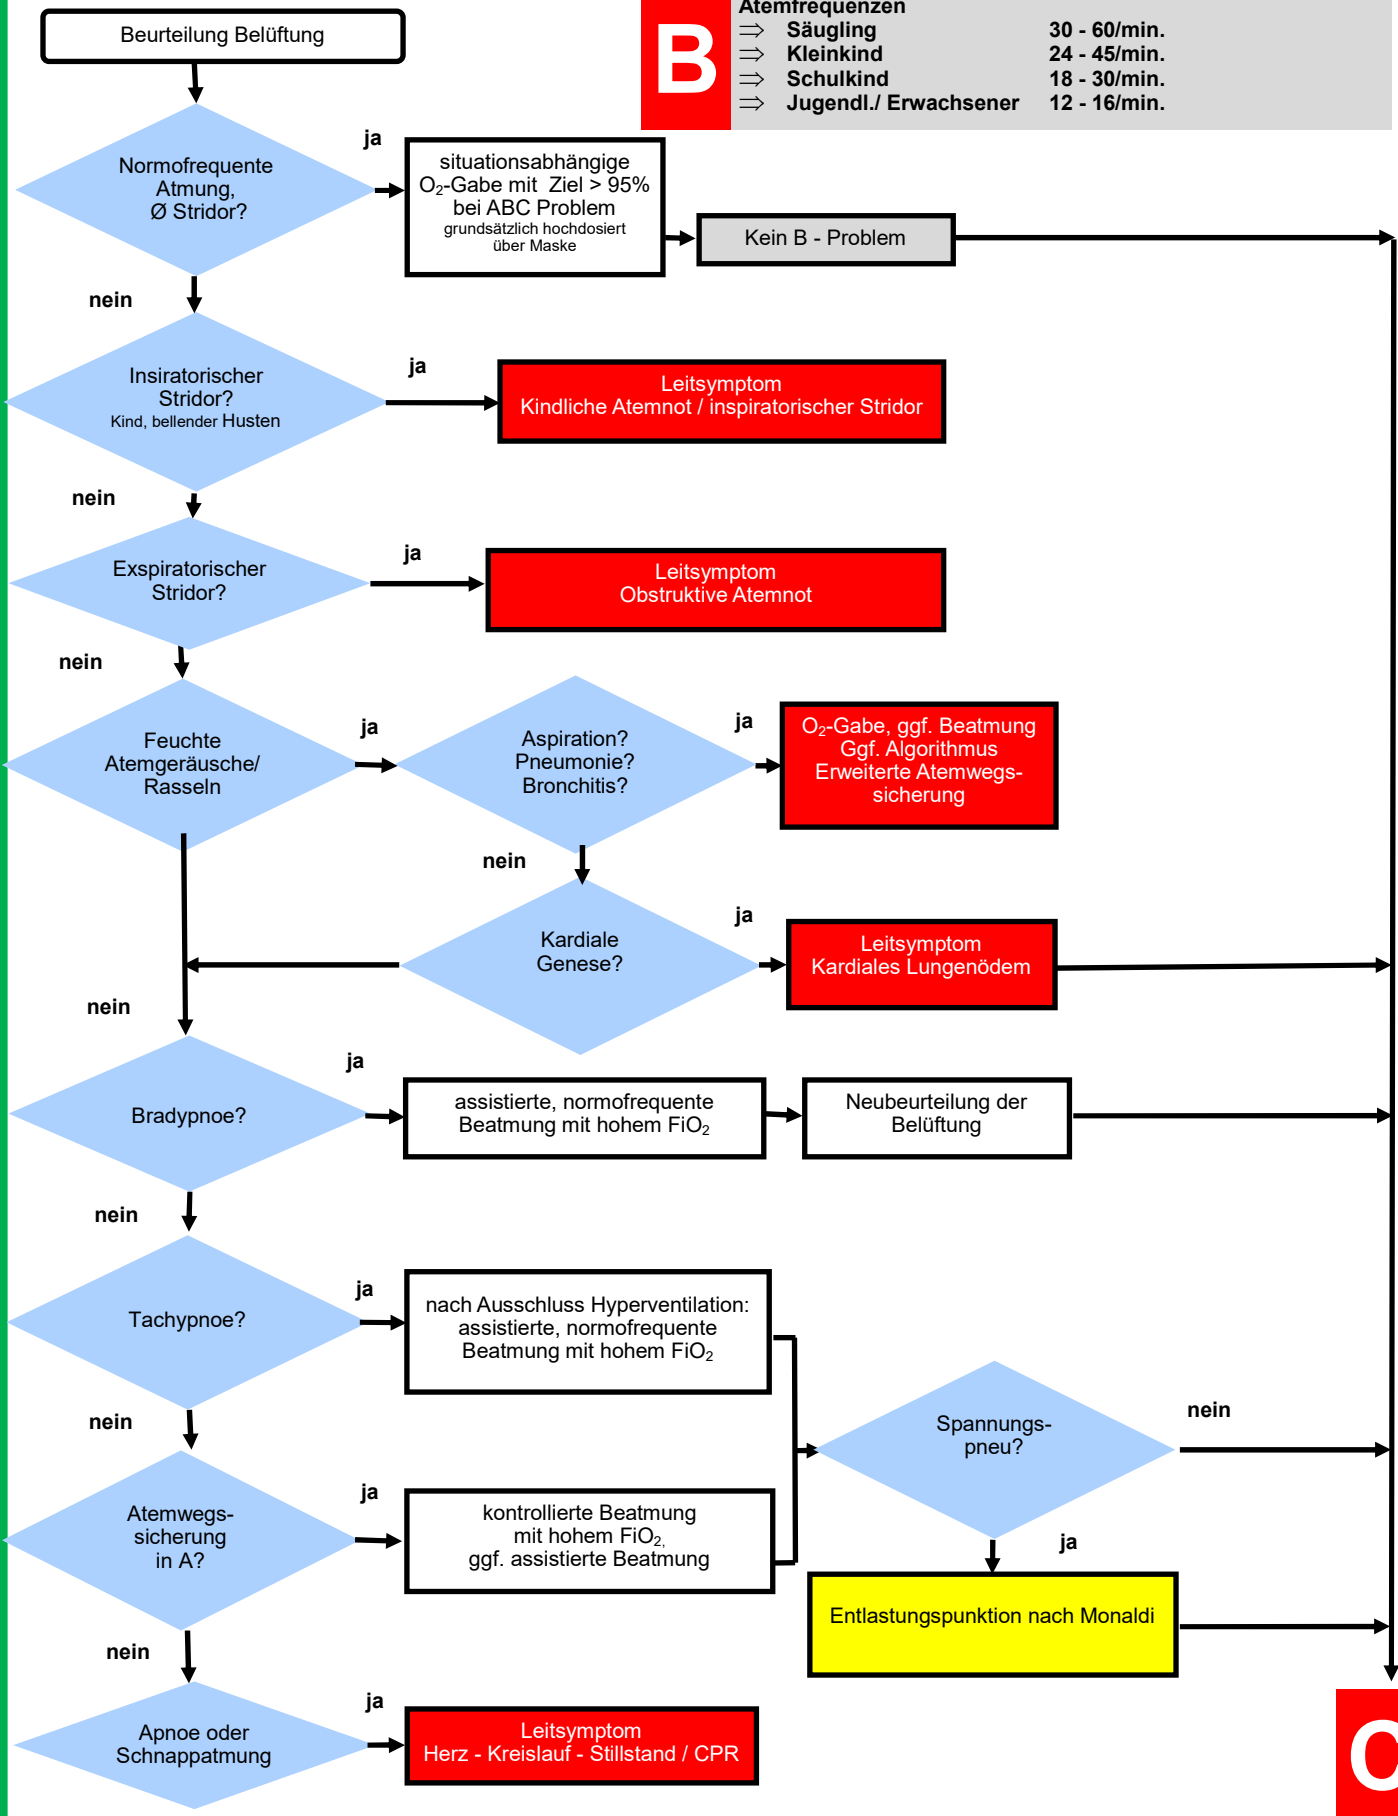 Beurteilung Belüftung
B
Atemfrequenzen
⇒ Säugling 30 - 60/min.
⇒ Kleinkind 24 - 45/min.
⇒ Schulkind 18 - 30/min.
⇒ Jugendl./ Erwachsener 12 - 16/min.
Normofrequente
Atmung,
Ø Stridor?
ja
situationsabhängige
O₂-Gabe mit Ziel > 95%
bei ABC Problem
grundsätzlich hochdosiert
über Maske
Kein B - Problem
nein
Insiratorischer
Stridor?
Kind, bellender Husten
ja
Leitsymptom
Kindliche Atemnot / inspiratorischer Stridor
nein
Exspiratorischer
Stridor?
ja
Leitsymptom
Obstruktive Atemnot
nein
Feuchte
Atemgeräusche/
Rasseln
ja
Aspiration?
Pneumonie?
Bronchitis?
ja
O₂-Gabe, ggf. Beatmung
Ggf. Algorithmus
Erweiterte Atemwegs-
sicherung
nein
Kardiale
Genese?
ja
Leitsymptom
Kardiales Lungenödem
nein
Bradypnoe?
ja
assistierte, normofrequente
Beatmung mit hohem FiO₂
Neubeurteilung der
Belüftung
nein
Tachypnoe?
ja
nach Ausschluss Hyperventilation:
assistierte, normofrequente
Beatmung mit hohem FiO₂
nein
Atemwegs-
sicherung
in A?
ja
kontrollierte Beatmung
mit hohem FiO₂,
ggf. assistierte Beatmung
Spannungs-
pneu?
nein
ja
Entlastungspunktion nach Monaldi
nein
Apnoe oder
Schnappatmung
ja
Leitsymptom
Herz - Kreislauf - Stillstand / CPR
C